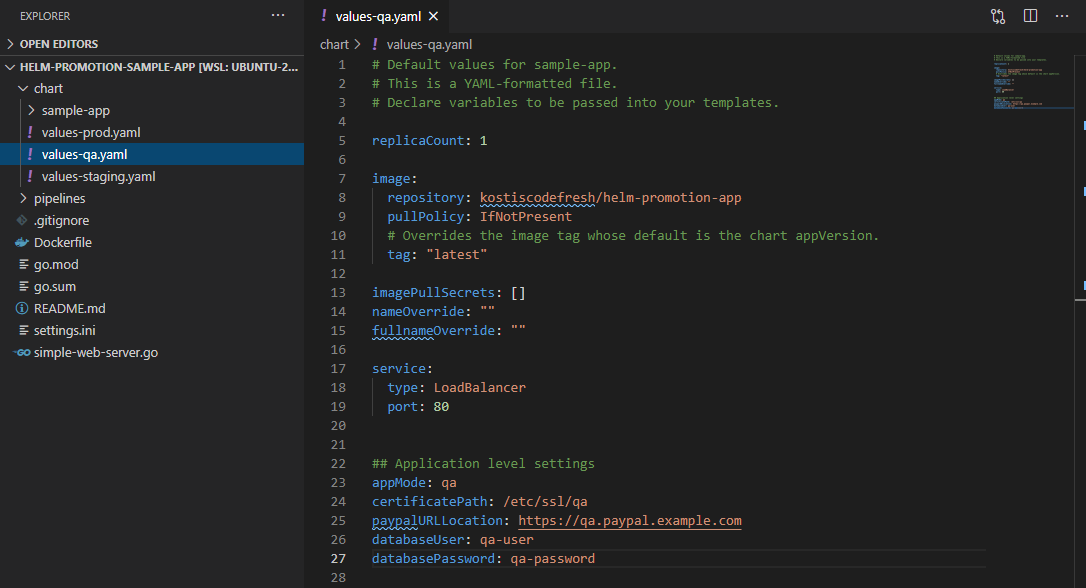 EXPLORER
···
OPEN EDITORS
HELM-PROMOTION-SAMPLE-APP [WSL: UBUNTU-2...
chart
sample-app
! values-prod.yaml
! values-qa.yaml
! values-staging.yaml
pipelines
.gitignore
Dockerfile
go.mod
go.sum
README.md
settings.ini
GO simple-web-server.go
! values-qa.yaml
chart > ! values-qa.yaml
1 # Default values for sample-app.
2 # This is a YAML-formatted file.
3 # Declare variables to be passed into your templates.
4
5 replicaCount: 1
6
7 image:
8   repository: kostiscodefresh/helm-promotion-app
9   pullPolicy: IfNotPresent
10   # Overrides the image tag whose default is the chart appVersion.
11   tag: "latest"
12
13 imagePullSecrets: []
14 nameOverride: ""
15 fullnameOverride: ""
16
17 service:
18   type: LoadBalancer
19   port: 80
20
21
22 ## Application level settings
23 appMode: qa
24 certificatePath: /etc/ssl/qa
25 paypalURLLocation: https://qa.paypal.example.com
26 databaseUser: qa-user
27 databasePassword: qa-password
28